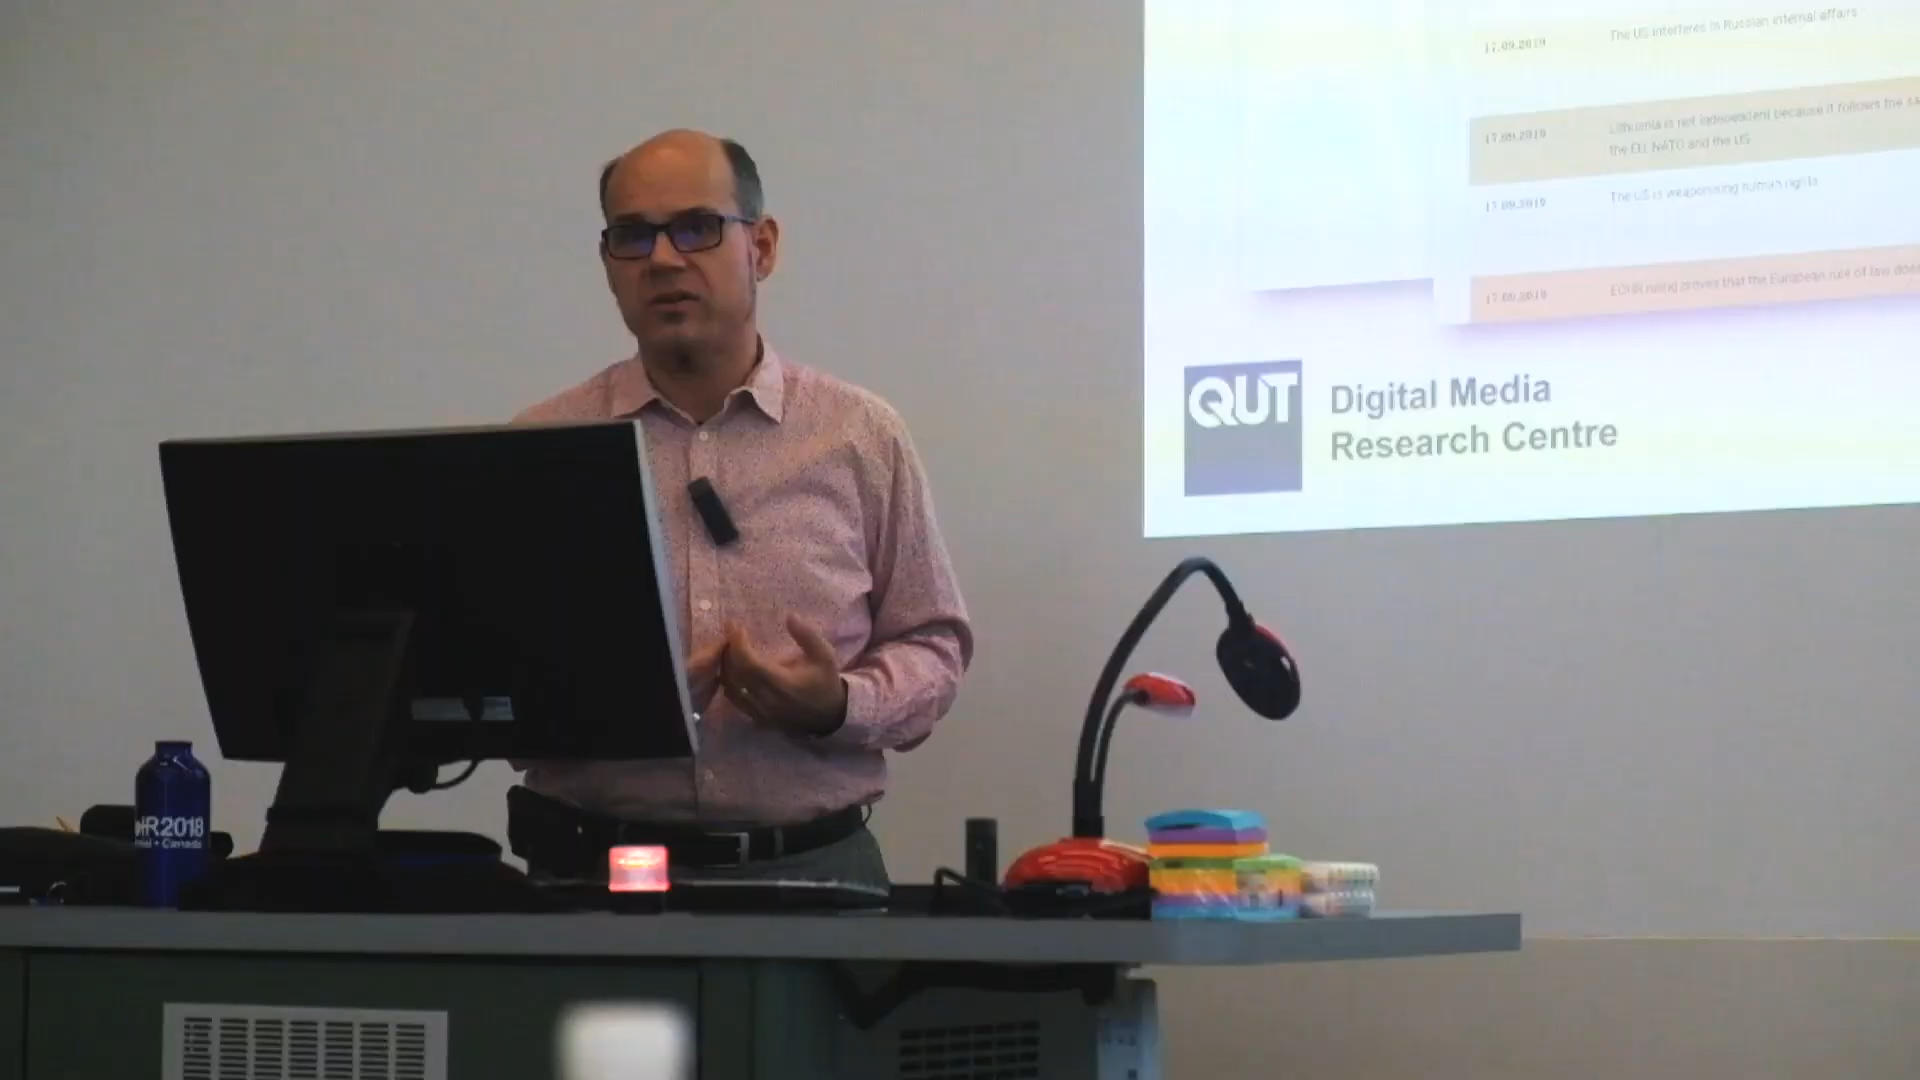 17.09.2019 The US interferes in Russian internal affairs
17.09.2019 Lithuania is not independent because it follows the
the EU, NATO and the US
17.09.2019 The US is weaponising human rights
17.09.2019 ECHR ruling proves that the European rule of law does
QUT Digital Media
Research Centre
IR2018
Canada